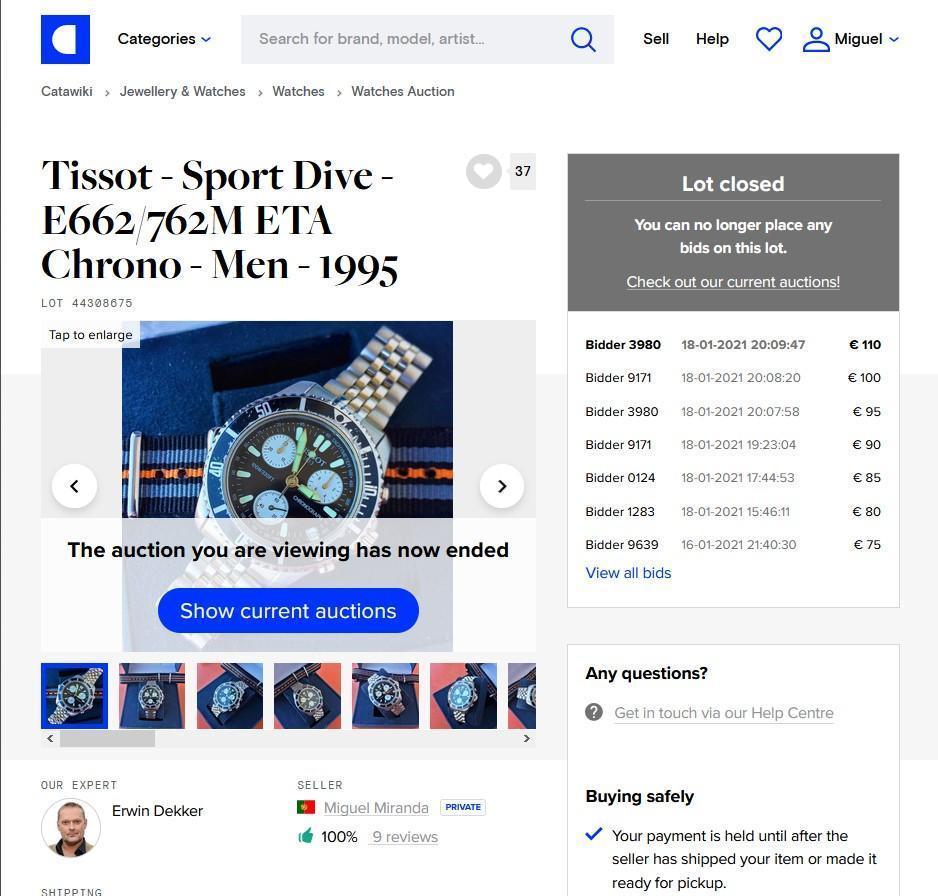 Categories
Search for brand, model, artist...
Sell
Help
Miguel
Catawiki > Jewellery & Watches > Watches > Watches Auction
Tissot - Sport Dive -
E662/762M ETA
Chrono - Men - 1995
37
LOT 44308675
Tap to enlarge
50
40
The auction you are viewing has now ended
Show current auctions
OUR EXPERT
Erwin Dekker
SELLER
Miguel Miranda PRIVATE
100% 9 reviews
SHIPPING
Lot closed
You can no longer place any
bids on this lot.
Check out our current auctions!
Bidder 3980 18-01-2021 20:09:47 € 110
Bidder 9171 18-01-2021 20:08:20 € 100
Bidder 3980 18-01-2021 20:07:58 € 95
Bidder 9171 18-01-2021 19:23:04 € 90
Bidder 0124 18-01-2021 17:44:53 € 85
Bidder 1283 18-01-2021 15:46:11 € 80
Bidder 9639 16-01-2021 21:40:30 € 75
View all bids
Any questions?
Get in touch via our Help Centre
Buying safely
Your payment is held until after the
seller has shipped your item or made it
ready for pickup.